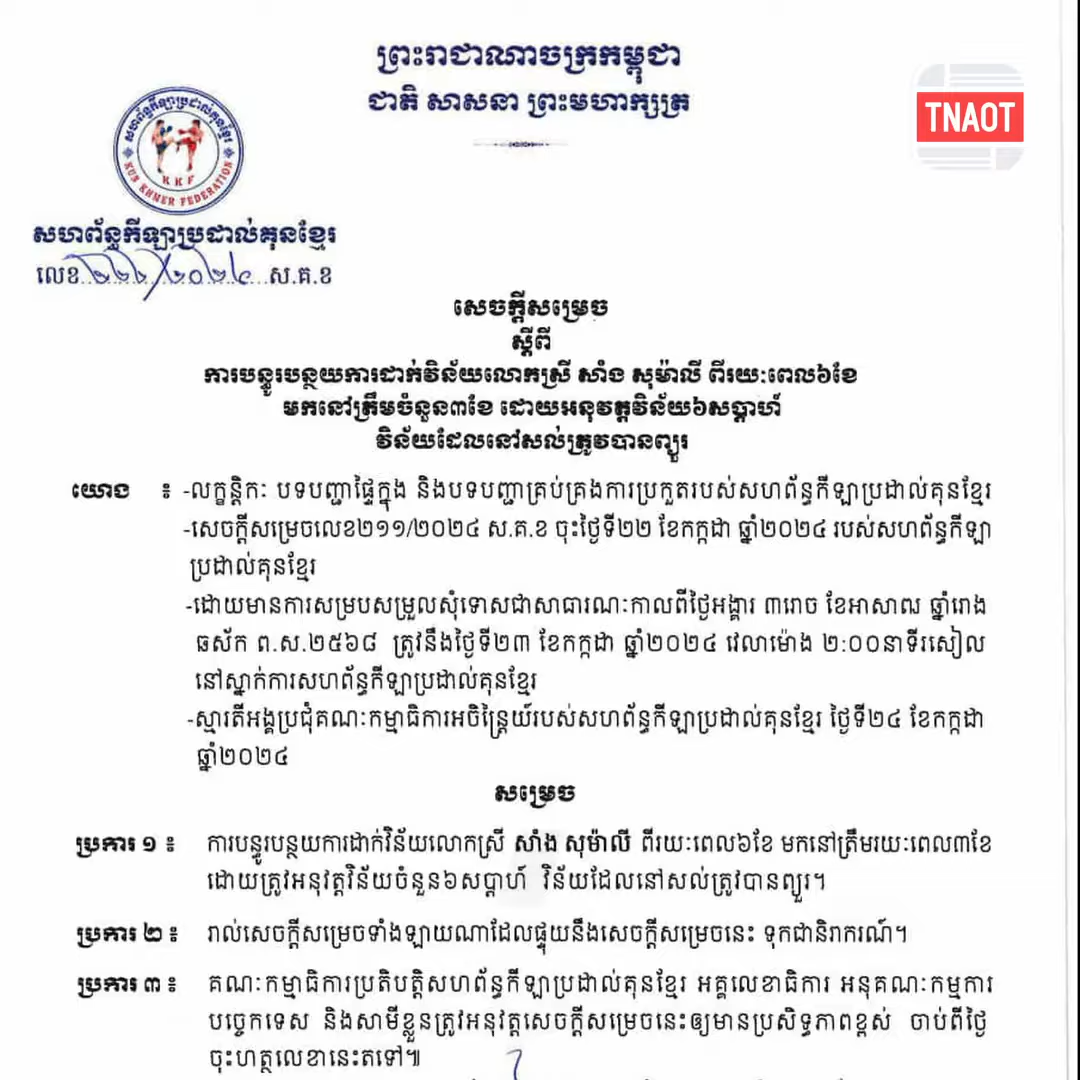 ព្រះរាជាណាចក្រកម្ពុជា
ជាតិ សាសនា ព្រះមហាក្សត្រ
TNAOT
សហព័ន្ធកីឡាប្រដាល់គុនខ្មែរ
KKF
KUN KHMER FEDERATION
សហព័ន្ធកីឡាប្រដាល់គុនខ្មែរ
លេខ ២២៤/២០២៤ ស.គ.ខ
សេចក្តីសម្រេច
ស្តីពី
ការបន្ធូរបន្ថយការដាក់វិន័យលោកស្រី សាំង សុម៉ាលី ពីរយៈពេល៦ខែ
មកនៅត្រឹមចំនួន៣ខែ ដោយអនុវត្តវិន័យ៦សប្តាហ៍
វិន័យដែលនៅសល់ត្រូវបានព្យួរ
យោង ៖ -លក្ខន្តិកៈ បទបញ្ជាផ្ទៃក្នុង និងបទបញ្ជាគ្រប់គ្រងការប្រកួតរបស់សហព័ន្ធកីឡាប្រដាល់គុនខ្មែរ
-សេចក្តីសម្រេចលេខ២១១/២០២៤ ស.គ.ខ ចុះថ្ងៃទី២២ ខែកក្កដា ឆ្នាំ២០២៤ របស់សហព័ន្ធកីឡា
ប្រដាល់គុនខ្មែរ
-ដោយមានការសម្របសម្រួលសុំទោសជាសាធារណៈកាលពីថ្ងៃអង្គារ ៣រោច ខែអាសាឍ ឆ្នាំរោង
ឆស័ក ព.ស.២៥៦៨ ត្រូវនឹងថ្ងៃទី២៣ ខែកក្កដា ឆ្នាំ២០២៤ វេលាម៉ោង ២:០០នាទីរសៀល
នៅស្នាក់ការសហព័ន្ធកីឡាប្រដាល់គុនខ្មែរ
-ស្មារតីអង្គប្រជុំគណៈកម្មាធិការអចិន្ត្រៃយ៍របស់សហព័ន្ធកីឡាប្រដាល់គុនខ្មែរ ថ្ងៃទី២៤ ខែកក្កដា
ឆ្នាំ២០២៤
សម្រេច
ប្រការ ១ ៖ ការបន្ធូរបន្ថយការដាក់វិន័យលោកស្រី សាំង សុម៉ាលី ពីរយៈពេល៦ខែ មកនៅត្រឹមរយៈពេល៣ខែ
ដោយត្រូវអនុវត្តវិន័យចំនួន៦សប្តាហ៍ វិន័យដែលនៅសល់ត្រូវបានព្យួរ។
ប្រការ ២ ៖ រាល់សេចក្តីសម្រេចទាំងឡាយណាដែលផ្ទុយនឹងសេចក្តីសម្រេចនេះ ទុកជានិរាករណ៍។
ប្រការ ៣ ៖ គណៈកម្មាធិការប្រតិបត្តិសហព័ន្ធកីឡាប្រដាល់គុនខ្មែរ អគ្គលេខាធិការ អនុគណៈកម្មការ
បច្ចេកទេស និងសាមីខ្លួនត្រូវអនុវត្តសេចក្តីសម្រេចនេះឲ្យមានប្រសិទ្ធភាពខ្ពស់ ចាប់ពីថ្ងៃ
ចុះហត្ថលេខានេះតទៅ៕